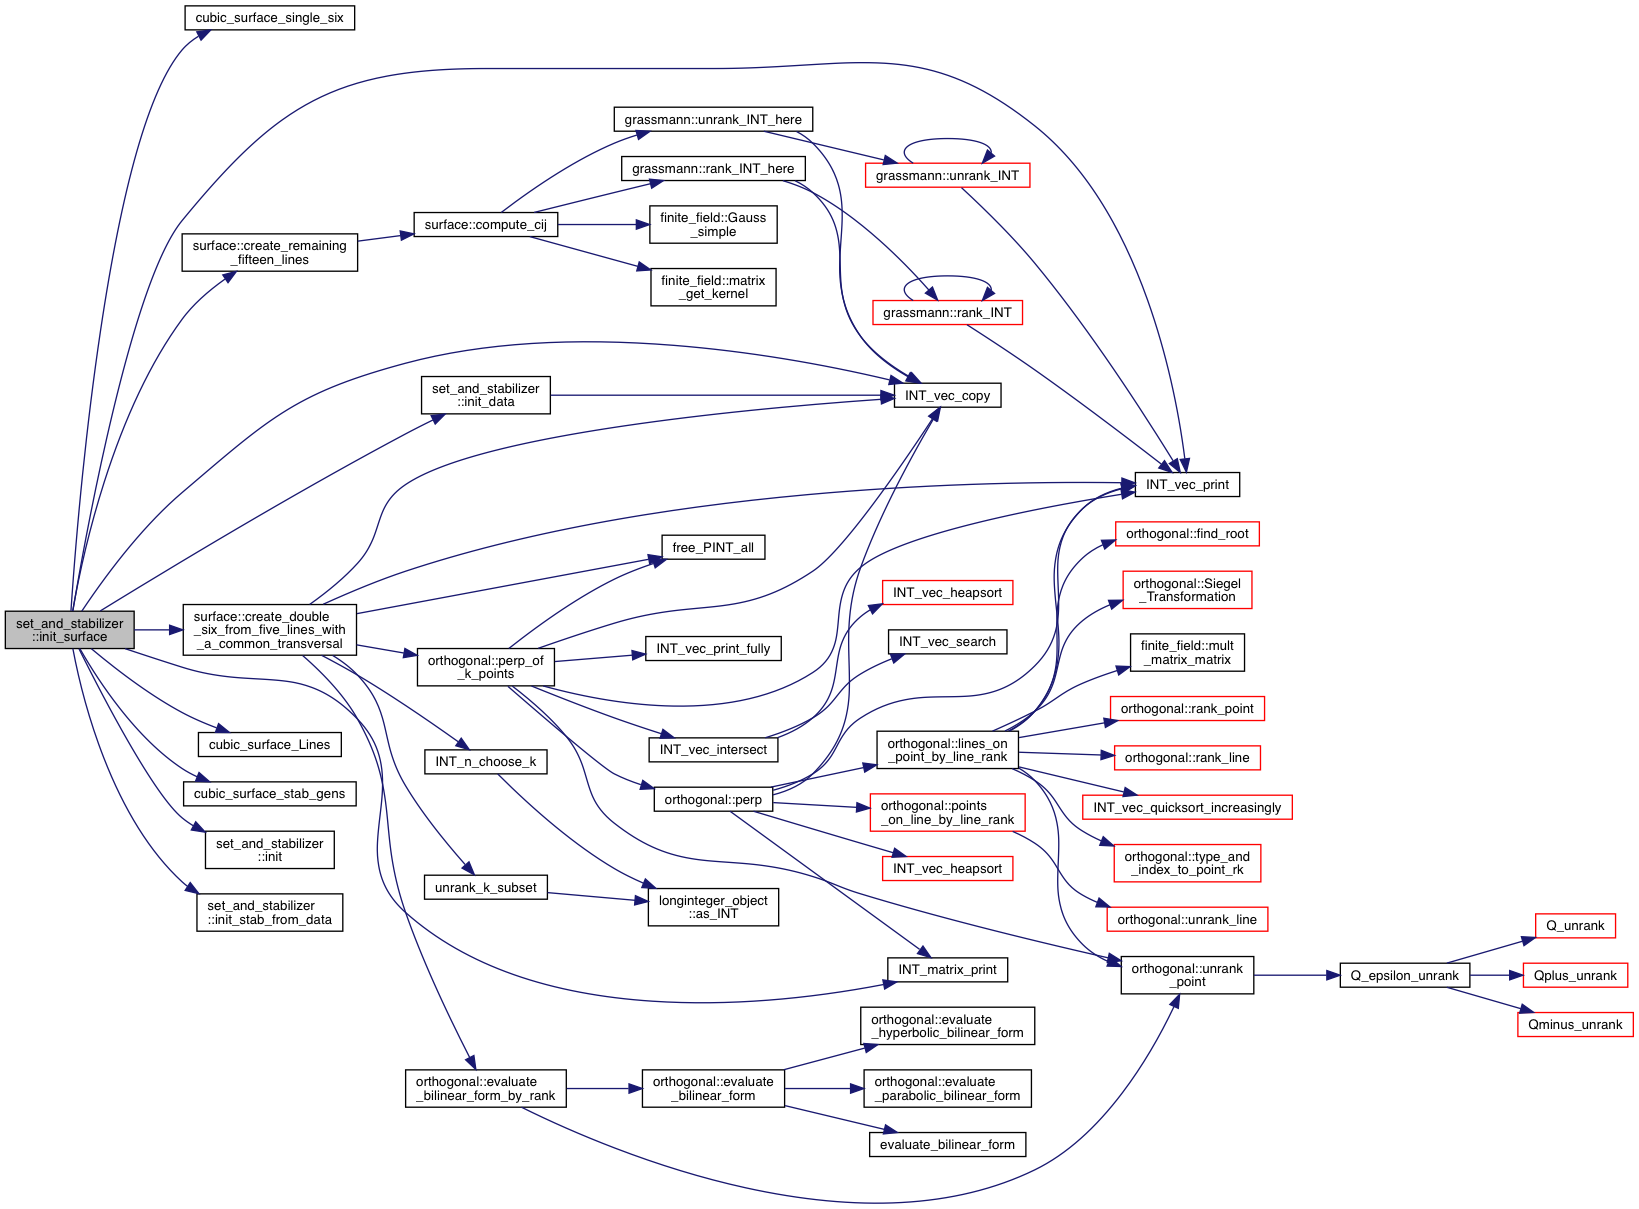 cubic_surface_single_six
grassmann::unrank_INT_here
grassmann::rank_INT_here
grassmann::unrank_INT
surface::compute_cij
finite_field::Gauss
_simple
surface::create_remaining
_fifteen_lines
finite_field::matrix
_get_kernel
grassmann::rank_INT
set_and_stabilizer
::init_data
INT_vec_copy
INT_vec_print
orthogonal::find_root
free_PINT_all
orthogonal::Siegel
_Transformation
INT_vec_heapsort
set_and_stabilizer
::init_surface
surface::create_double
_six_from_five_lines_with
_a_common_transversal
INT_vec_print_fully
INT_vec_search
finite_field::mult
_matrix_matrix
orthogonal::perp_of
_k_points
orthogonal::rank_point
cubic_surface_Lines
INT_vec_intersect
orthogonal::lines_on
_point_by_line_rank
orthogonal::rank_line
INT_n_choose_k
cubic_surface_stab_gens
orthogonal::perp
orthogonal::points
_on_line_by_line_rank
INT_vec_quicksort_increasingly
set_and_stabilizer
::init
INT_vec_heapsort
orthogonal::type_and
_index_to_point_rk
unrank_k_subset
set_and_stabilizer
::init_stab_from_data
longinteger_object
::as_INT
orthogonal::unrank_line
Q_unrank
INT_matrix_print
orthogonal::unrank
_point
Q_epsilon_unrank
Qplus_unrank
Qminus_unrank
orthogonal::evaluate
_hyperbolic_bilinear_form
orthogonal::evaluate
_bilinear_form_by_rank
orthogonal::evaluate
_bilinear_form
orthogonal::evaluate
_parabolic_bilinear_form
evaluate_bilinear_form